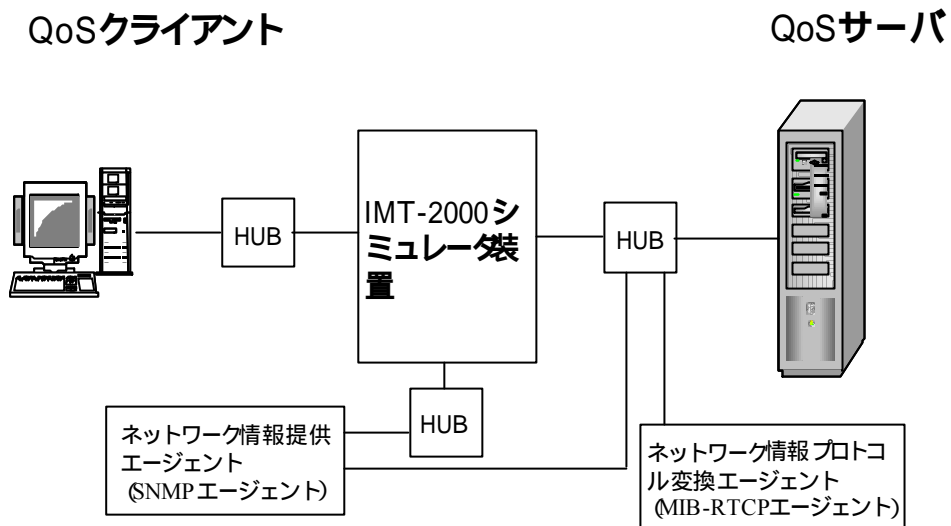 QoSクライアント
QoSサーバ
HUB
IMT-2000シ
ミュレータ装
置
HUB
HUB
ネットワーク情報提供
エージェント
(SNMPエージェント)
ネットワーク情報プロトコ
ル変換エージェント
(MIB-RTCPエージェント)